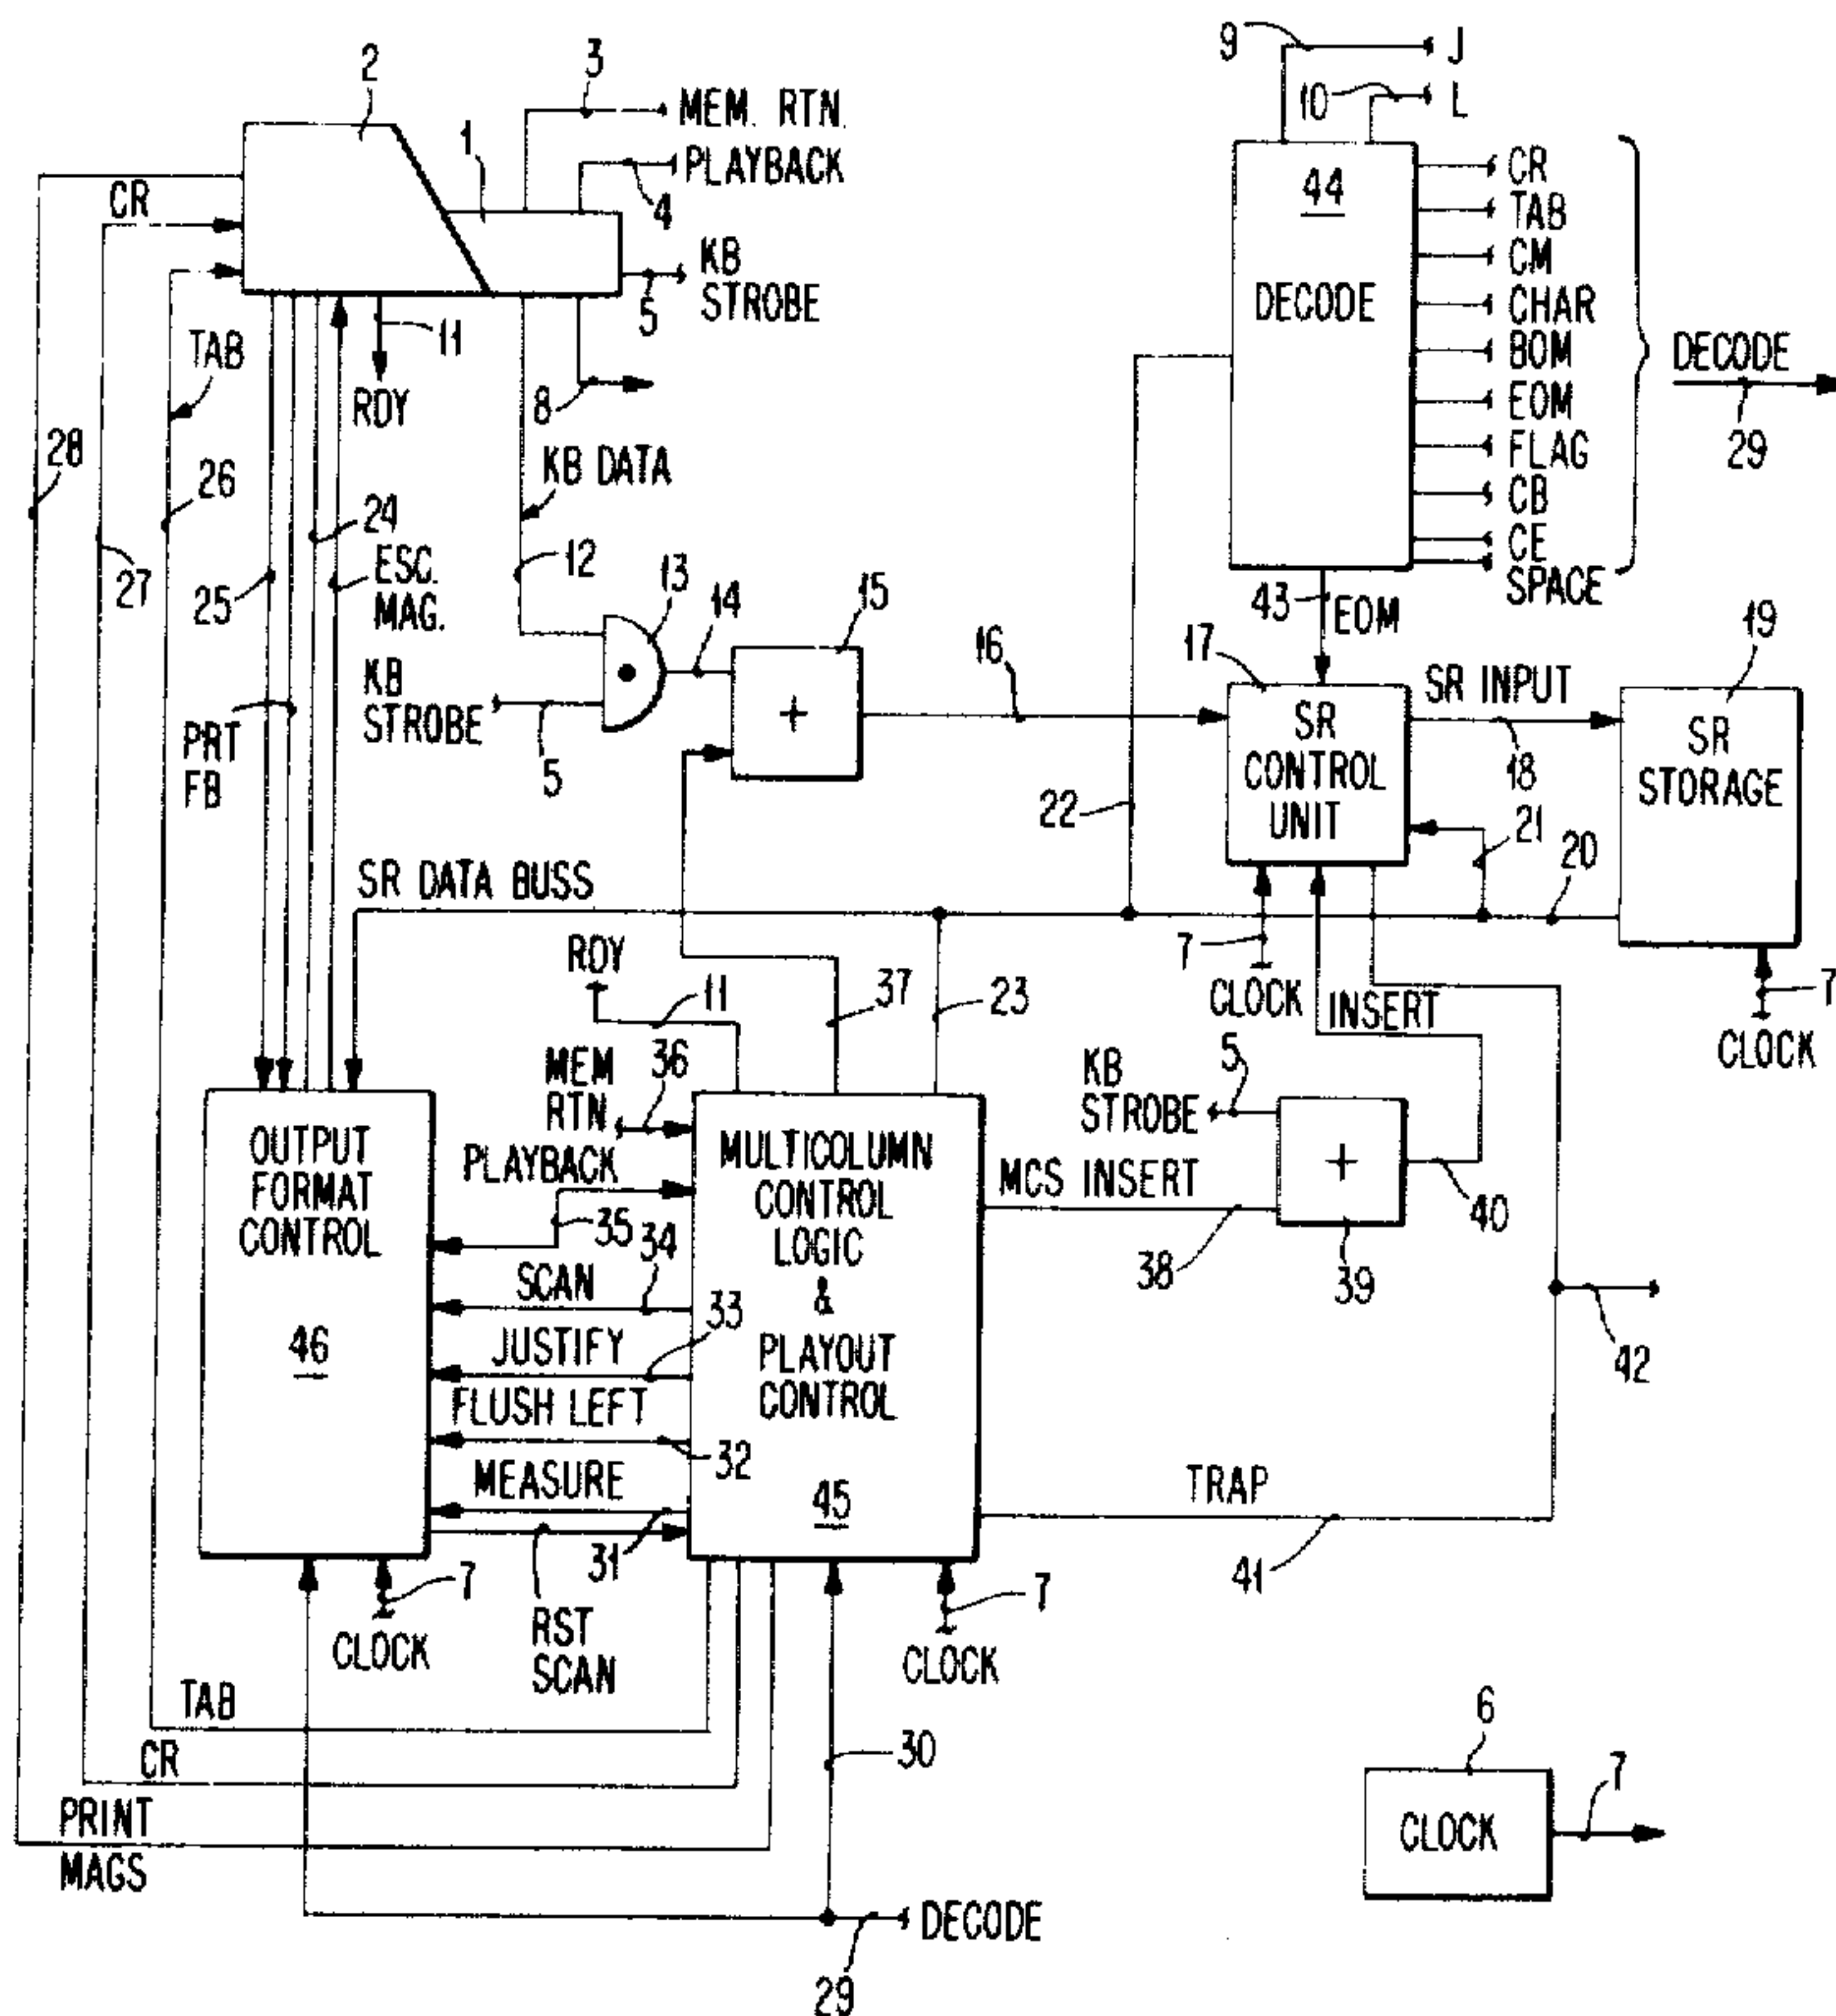 2
3
MEM. RTN.
1
PLAYBACK
4
CR
KB
STROBE
5
TAB
11
RDY
8
28
26
KB DATA
24
12
27
25
ESC.
MAG.
13
14
15
KB
STROBE
5
PRT
FB
16
9
J
10
L
44
DECODE
CR
TAB
CM
CHAR
BOM
EOM
FLAG
CB
CE
SPACE
DECODE
29
43
EOM
17
SR INPUT
19
+
SR
CONTROL
UNIT
18
SR
STORAGE
22
21
20
SR DATA BUSS
7
CLOCK
INSERT
7
CLOCK
RDY
11
37
23
MEM
RTN
36
PLAYBACK
35
KB
STROBE
5
OUTPUT
FORMAT
CONTROL
46
MULTICOLUMN
CONTROL
LOGIC
&
PLAYOUT
CONTROL
45
MCS INSERT
38
+
39
40
34
SCAN
33
JUSTIFY
FLUSH LEFT
32
MEASURE
31
42
TRAP
41
7
CLOCK
RST
SCAN
7
CLOCK
TAB
CR
PRINT
MAGS
30
6
CLOCK
7
DECODE
29